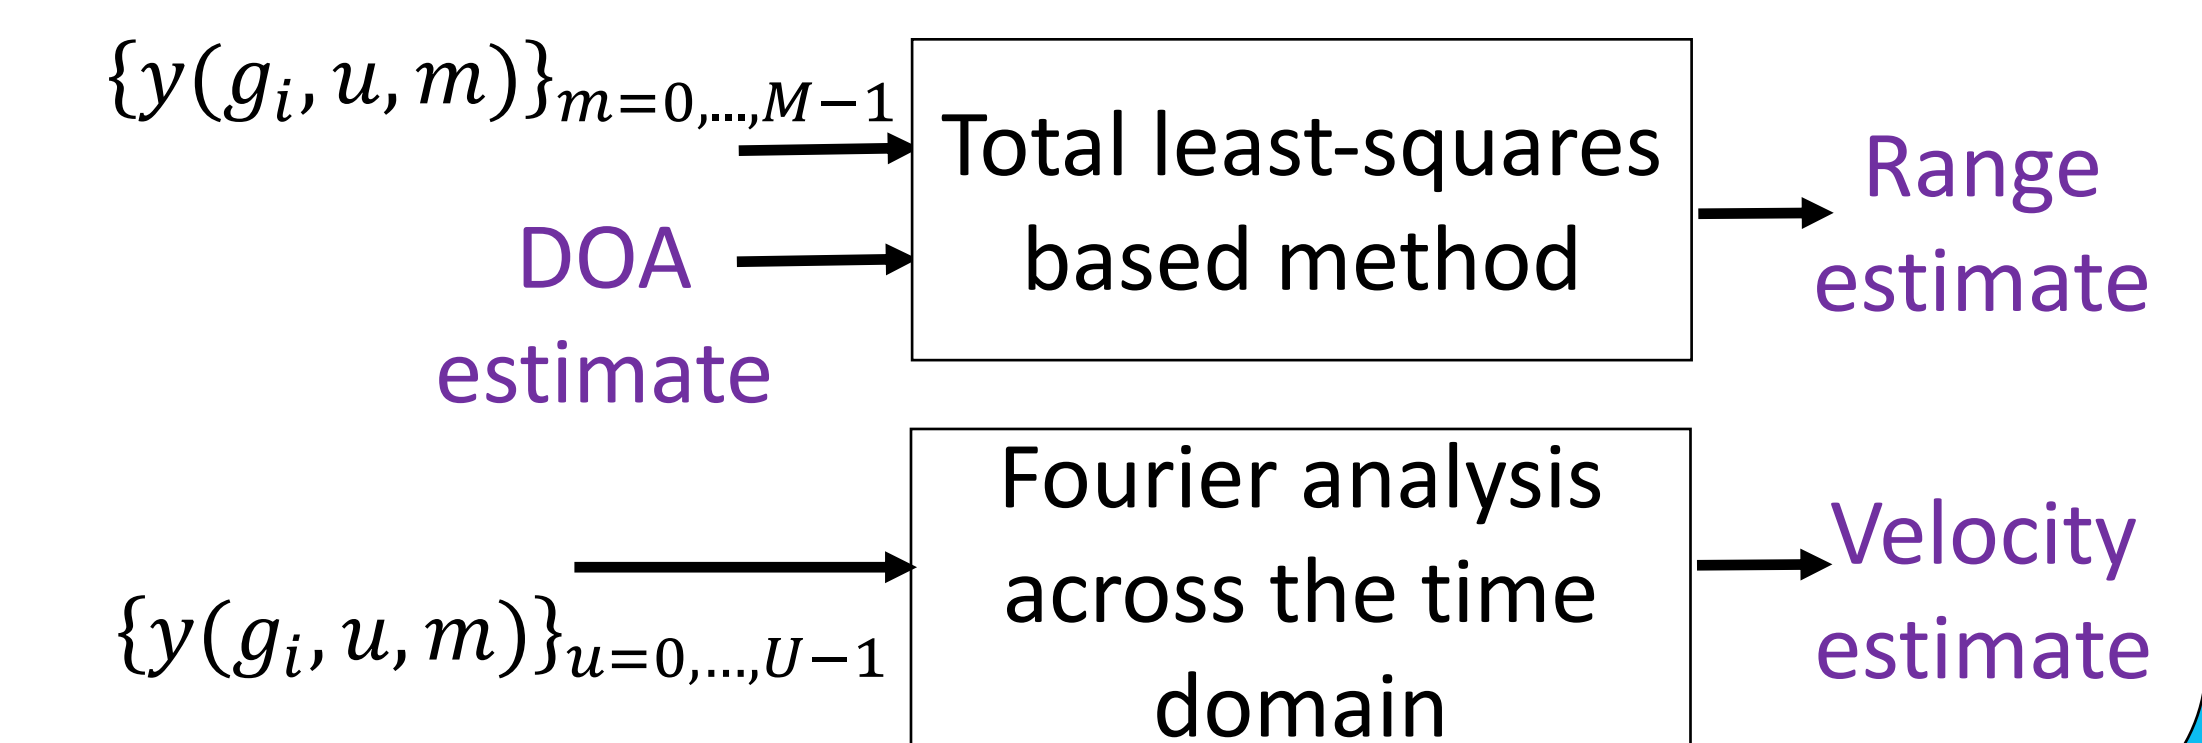 {y(g_i, u, m)}_{m=0,...,M−1}
Total least-squares
based method
DOA
estimate
Range
estimate
{y(g_i, u, m)}_{u=0,...,U−1}
Fourier analysis
across the time
domain
Velocity
estimate